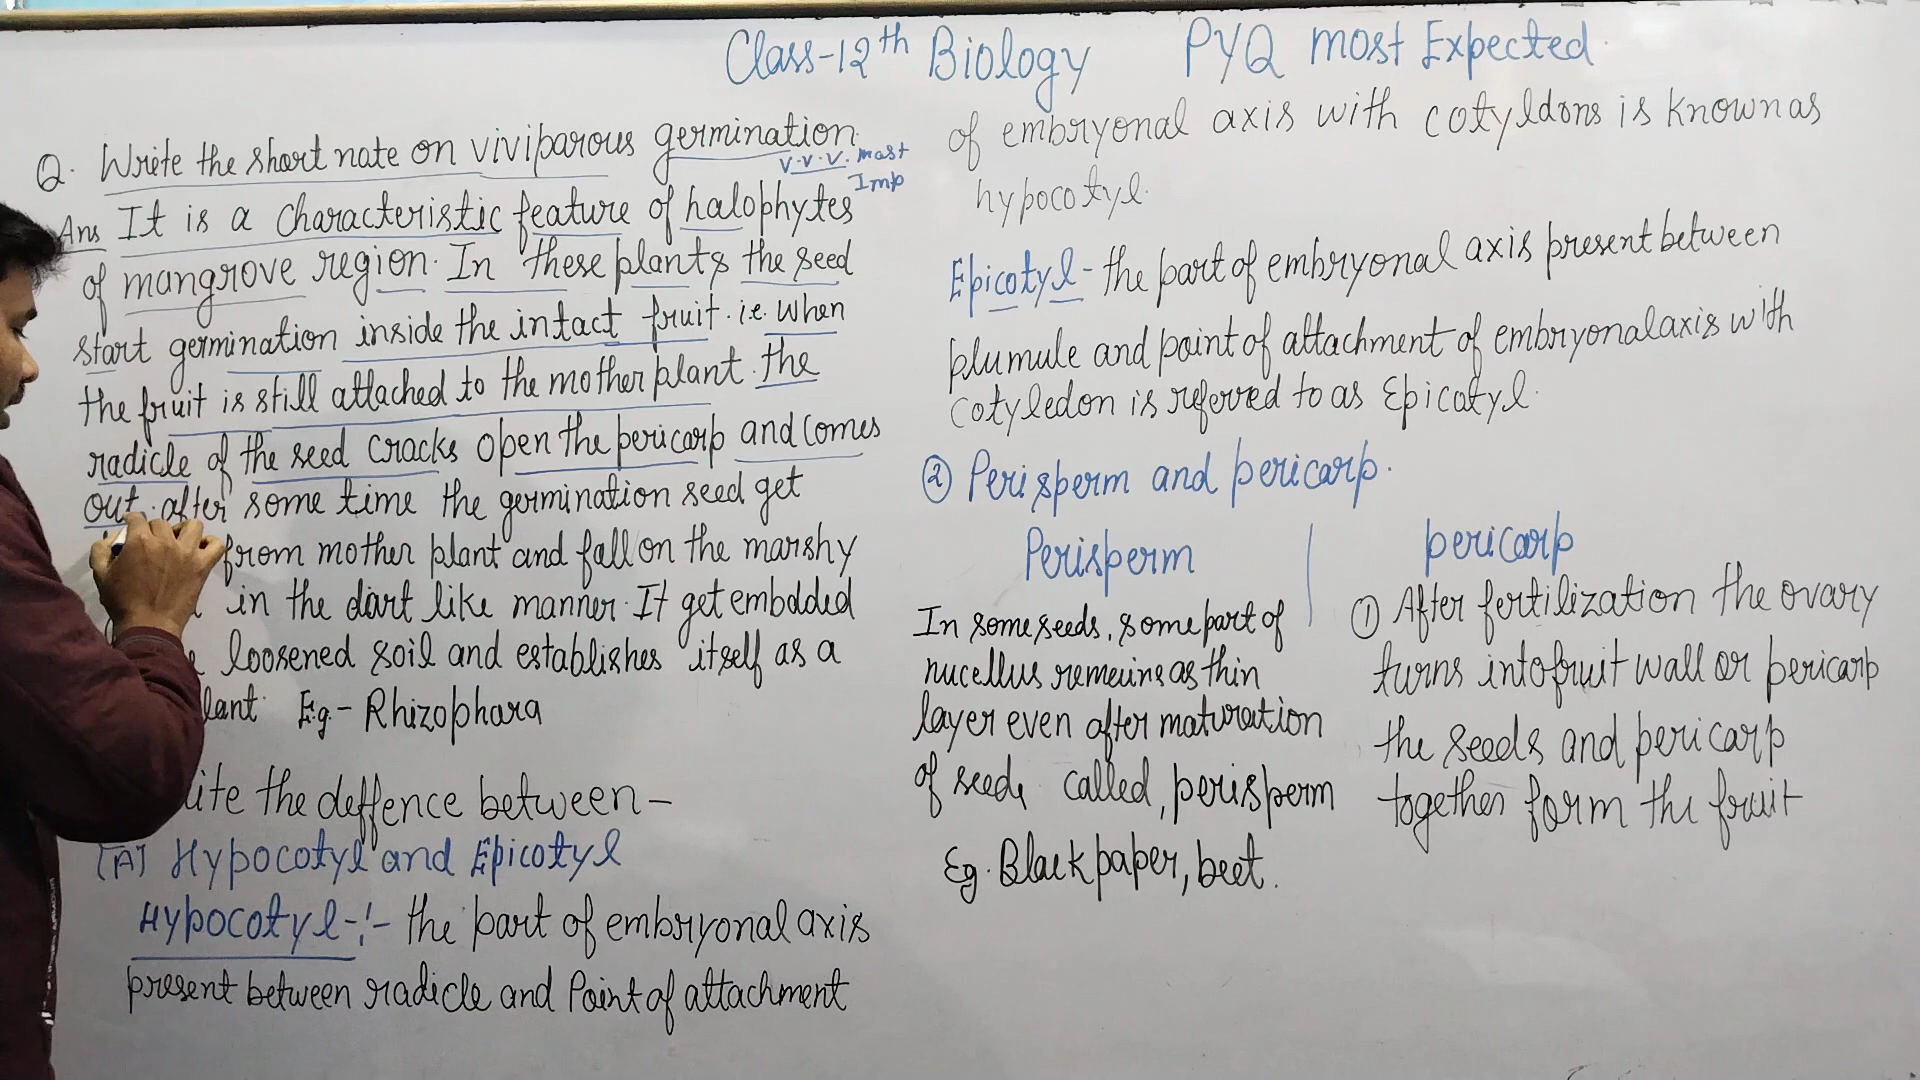 Class-12th Biology PYQ most Expected
Q. Write the short nate on viviparous germination
v.v.v. mast
Imp
Ans It is a characteristic feature of halophytes
of mangrove region. In these plants the seed
start germination inside the intact fruit. i.e. when
the fruit is still attached to the mother plant. the
radicle of the seed cracks open the pericarp and comes
out. after some time the germination seed get
from mother plant and fall on the marshy
in the dart like manner. It get embdded
loosened soil and establishes itself as a
lant. E.g.- Rhizophara
ite the deffence between-
(A) Hypocotyl and Epicotyl
Hypocotyl-:- the part of embryonal axis
present between radicle and Point of attachment
of embryonal axis with cotyldons is known as
hypocotyl.
Epicotyl- the part of embryonal axis present between
plumule and point of attachment of embryonal axis with
cotyledon is referred to as Epicotyl.
② Perisperm and pericarp.
Perisperm
In some seeds, some part of
nucellus remeins as thin
layer even after maturation
of seed, called, perisperm
Eg. Black paper, beet.
pericarp
① After fertilization the ovary
turns into fruit wall or pericarp
the seeds and pericarp
together form the fruit